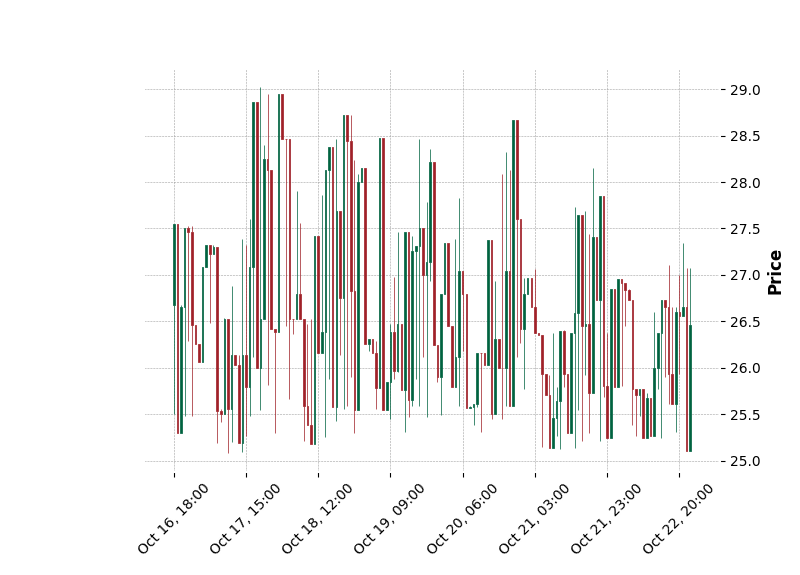 29.0
28.5
28.0
27.5
27.0
26.5
26.0
25.5
25.0
Price
Oct 16, 18:00
Oct 17, 15:00
Oct 18, 12:00
Oct 19, 09:00
Oct 20, 06:00
Oct 21, 03:00
Oct 21, 23:00
Oct 22, 20:00